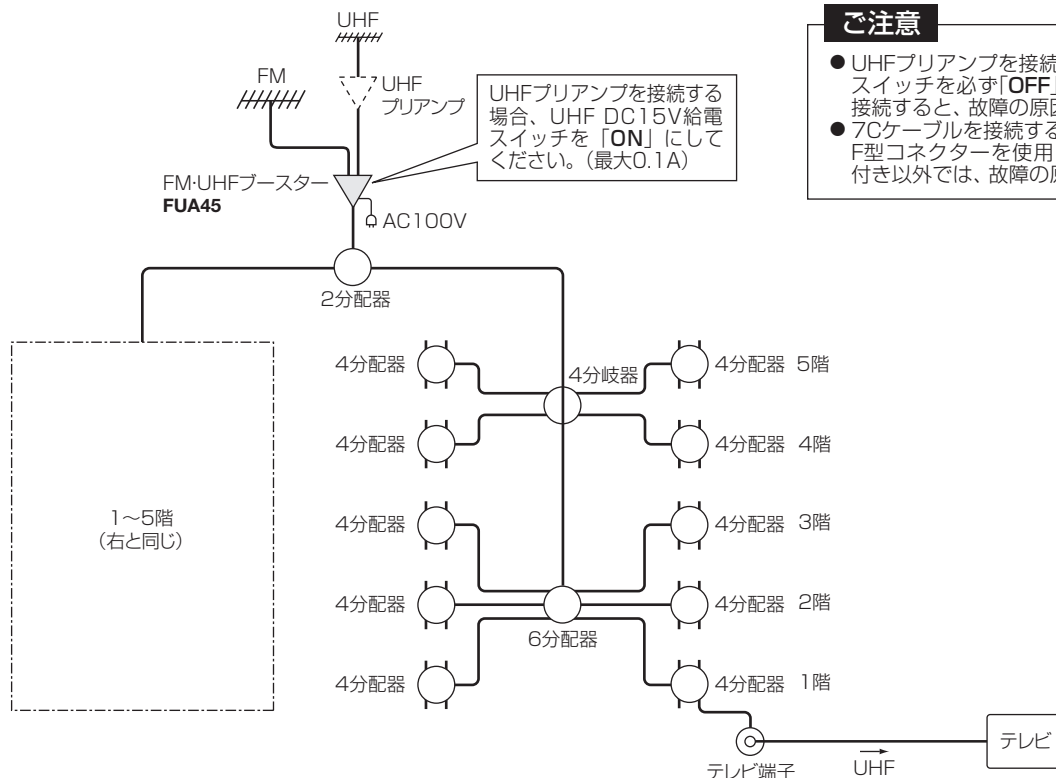 UHF
FM
UHF
プリアンプ
UHFプリアンプを接続する
場合、UHF DC15V給電
スイッチを「ON」にして
ください。（最大0.1A）
ご注意
● UHFプリアンプを接続
スイッチを必ず「OFF」
接続すると、故障の原因
● 7Cケーブルを接続する
F型コネクターを使用
付き以外では、故障の
FM・UHFブースター
FUA45
AC100V
2分配器
4分配器
4分岐器
4分配器 5階
4分配器
4分配器 4階
1～5階
（右と同じ）
4分配器
4分配器 3階
4分配器
4分配器 2階
6分配器
4分配器
4分配器 1階
テレビ端子
UHF
テレビ